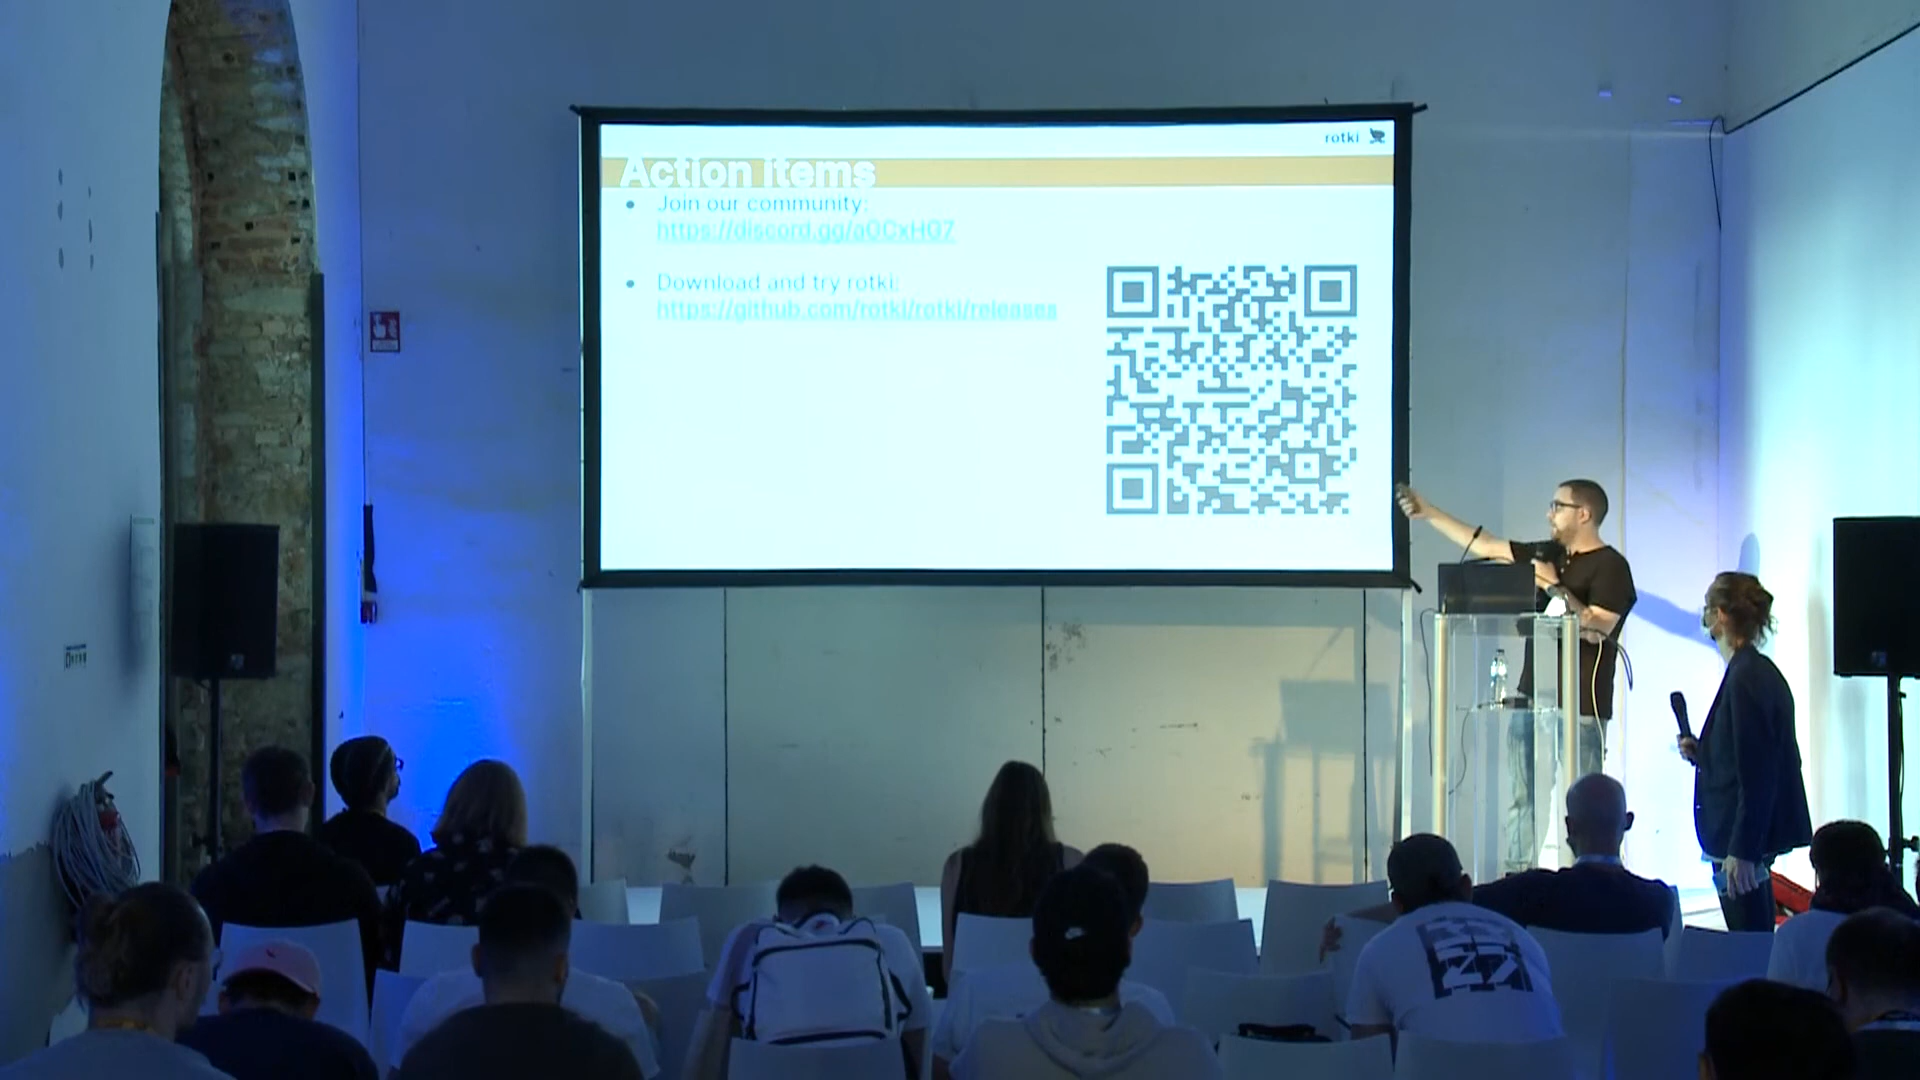 rotki
Action items
Join our community:
https://discord.gg/aGCxHG7
Download and try rotki:
https://github.com/rotki/rotki/releases